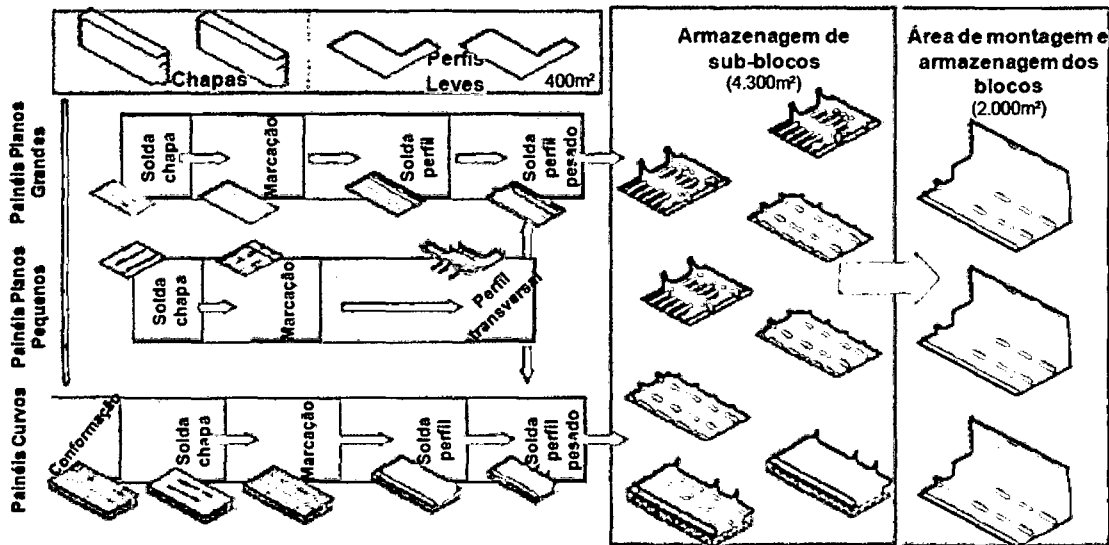 Chapas
Perfis
Leves
400m²
Armazenagem de
sub-blocos
(4.300m²)
Área de montagem e
armazenagem dos
blocos
(2.000m²)
Painéis Planos
Grandes
Solda
chapa
Marcação
Solda
perfil
Solda
perfil
pesado
Painéis Planos
Pequenos
Solda
chapa
Marcação
Perfil
transversal
Painéis Curvos
Conformação
Solda
chapa
Marcação
Solda
perfil
Solda
perfil
pesado